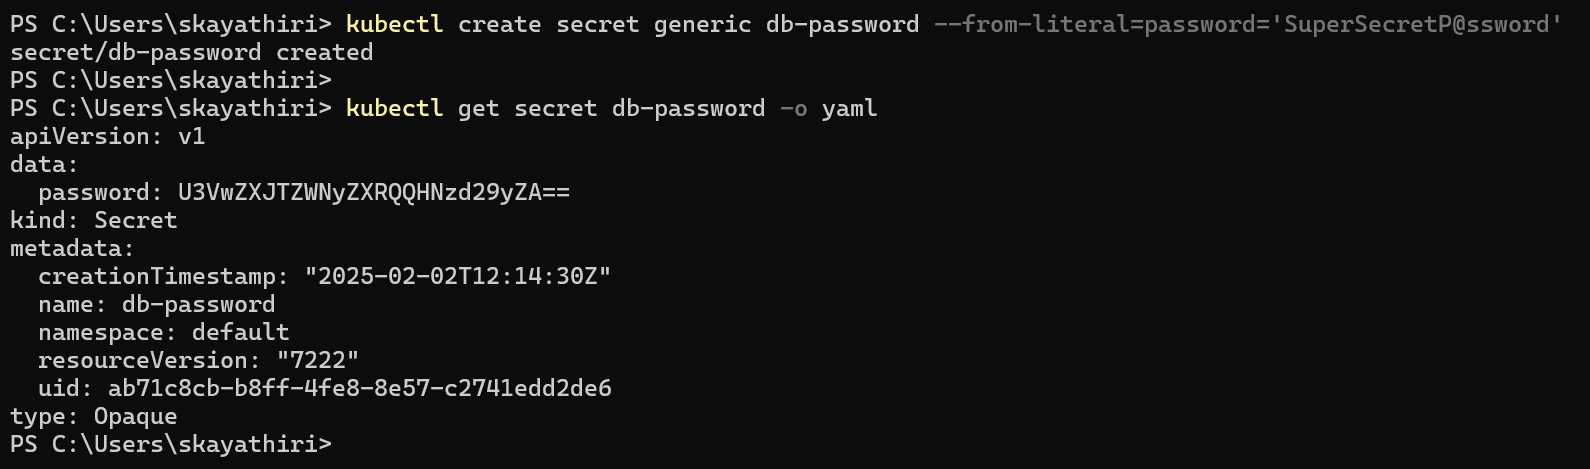 PS C:\Users\skayathiri> kubectl create secret generic db-password --from-literal=password='SuperSecretP@ssword'
secret/db-password created
PS C:\Users\skayathiri>
PS C:\Users\skayathiri> kubectl get secret db-password -o yaml
apiVersion: v1
data:
  password: U3VwZXJTZWNyZXRQQHNzd29yZA==
kind: Secret
metadata:
  creationTimestamp: "2025-02-02T12:14:30Z"
  name: db-password
  namespace: default
  resourceVersion: "7222"
  uid: ab71c8cb-b8ff-4fe8-8e57-c2741edd2de6
type: Opaque
PS C:\Users\skayathiri>